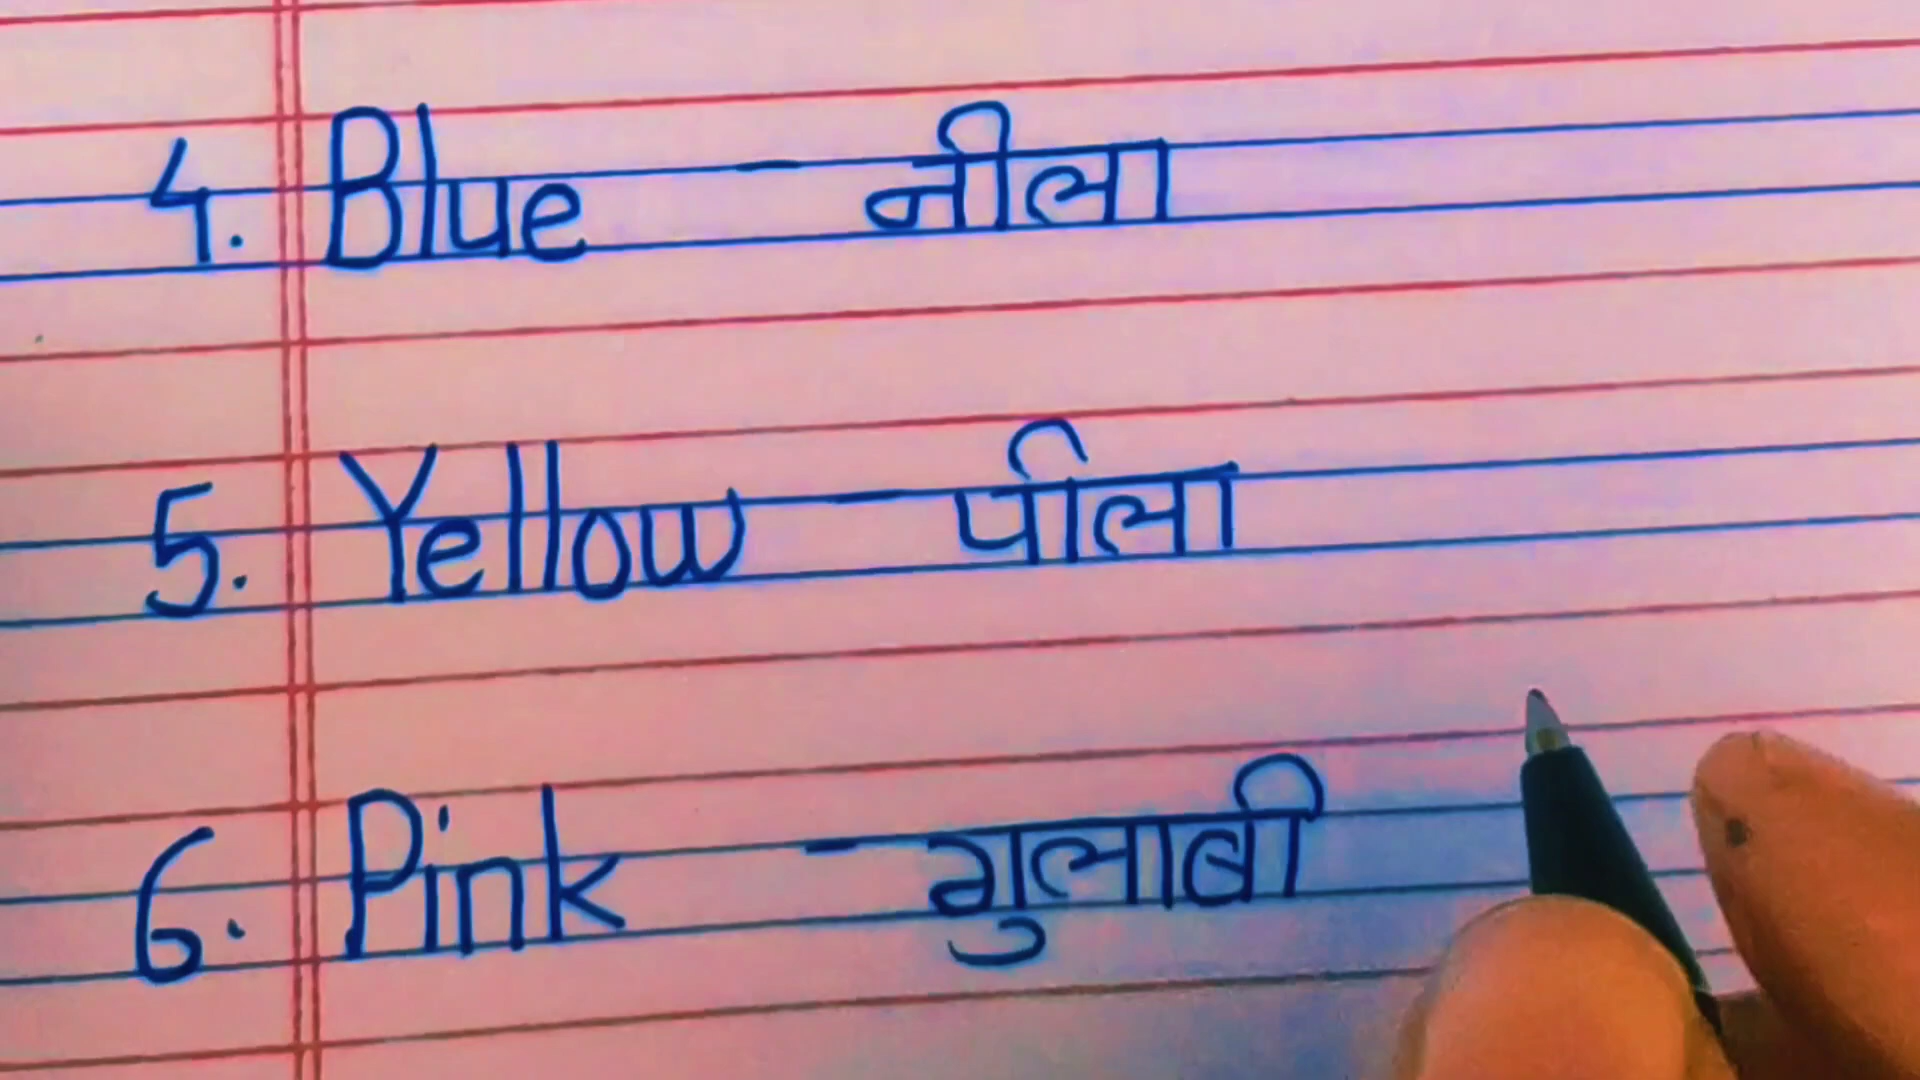 4. Blue - नीला
5. Yellow - पीला
6. Pink - गुलाबी